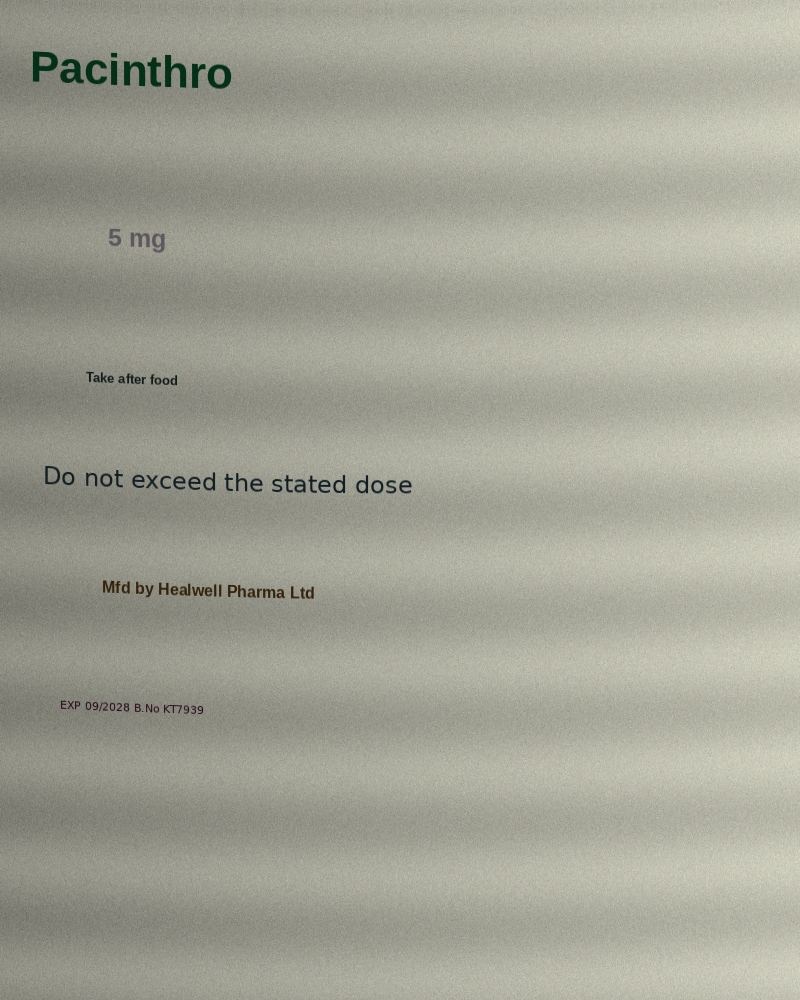 Pacinthro
5 mg
Take after food
Do not exceed the stated dose
Mfd by Healwell Pharma Ltd
EXP 09/2028 B.No KT7939